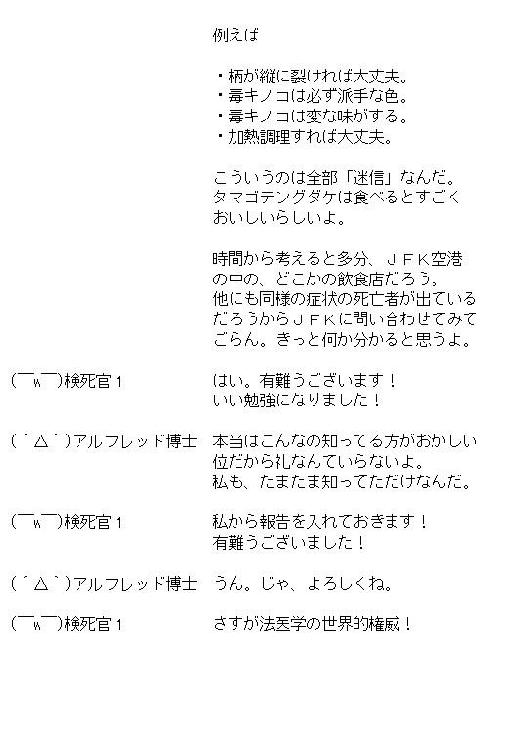 例えば
・柄が縦に裂ければ大丈夫。
・毒キノコは必ず派手な色。
・毒キノコは変な味がする。
・加熱調理すれば大丈夫。
こういうのは全部「迷信」なんだ。
タマゴテングダケは食べるとすごく
おいしいらしいよ。
時間から考えると多分、ＪＦＫ空港
の中の、どこかの飲食店だろう。
他にも同様の症状の死亡者が出ている
だろうからＪＦＫに問い合わせてみて
ごらん。きっと何か分かると思うよ。
(￣ʍ￣)検死官１　はい。有難うございます！
いい勉強になりました！
(´△｀)アルフレッド博士　本当はこんなの知ってる方がおかしい
位だから礼なんていらないよ。
私も、たまたま知ってただけなんだ。
(￣ʍ￣)検死官１　私から報告を入れておきます！
有難うございました！
(´△｀)アルフレッド博士　うん。じゃ、よろしくね。
(￣ʍ￣)検死官１　さすが法医学の世界的権威！